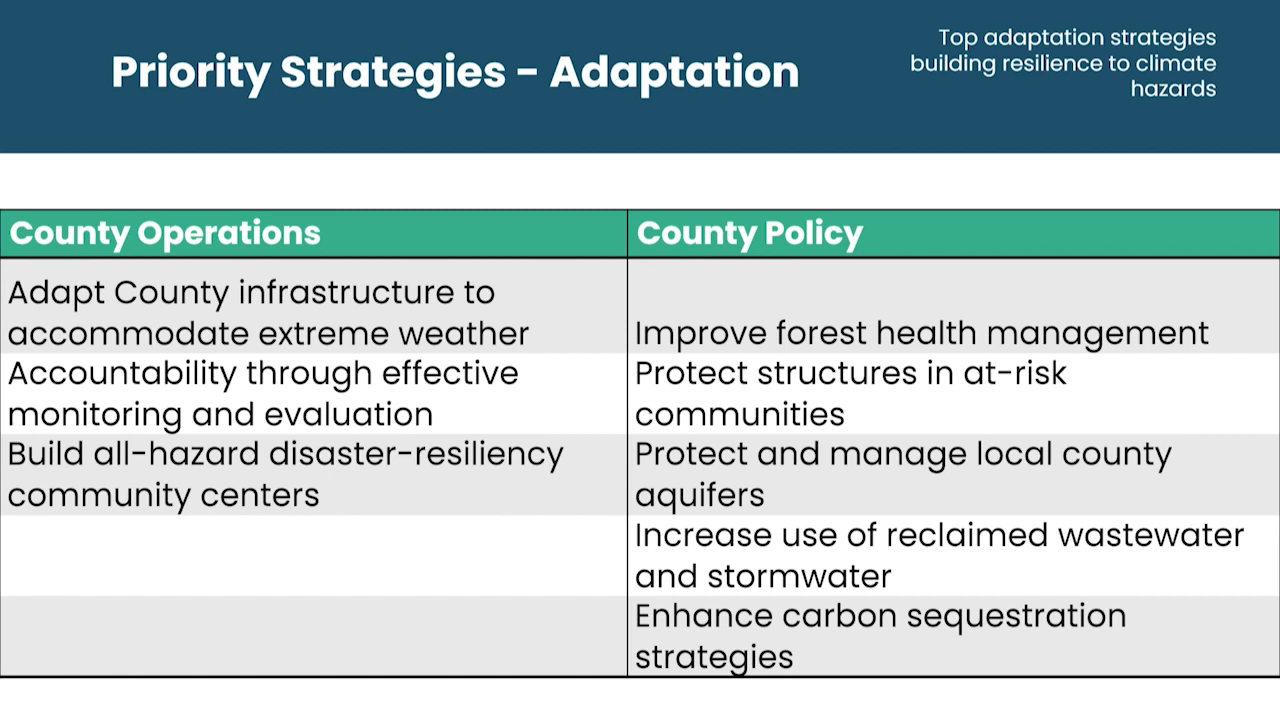 Priority Strategies - Adaptation
Top adaptation strategies
building resilience to climate
hazards
County Operations
County Policy
Adapt County infrastructure to
accommodate extreme weather
Improve forest health management
Accountability through effective
monitoring and evaluation
Protect structures in at-risk
communities
Build all-hazard disaster-resiliency
community centers
Protect and manage local county
aquifers
Increase use of reclaimed wastewater
and stormwater
Enhance carbon sequestration
strategies